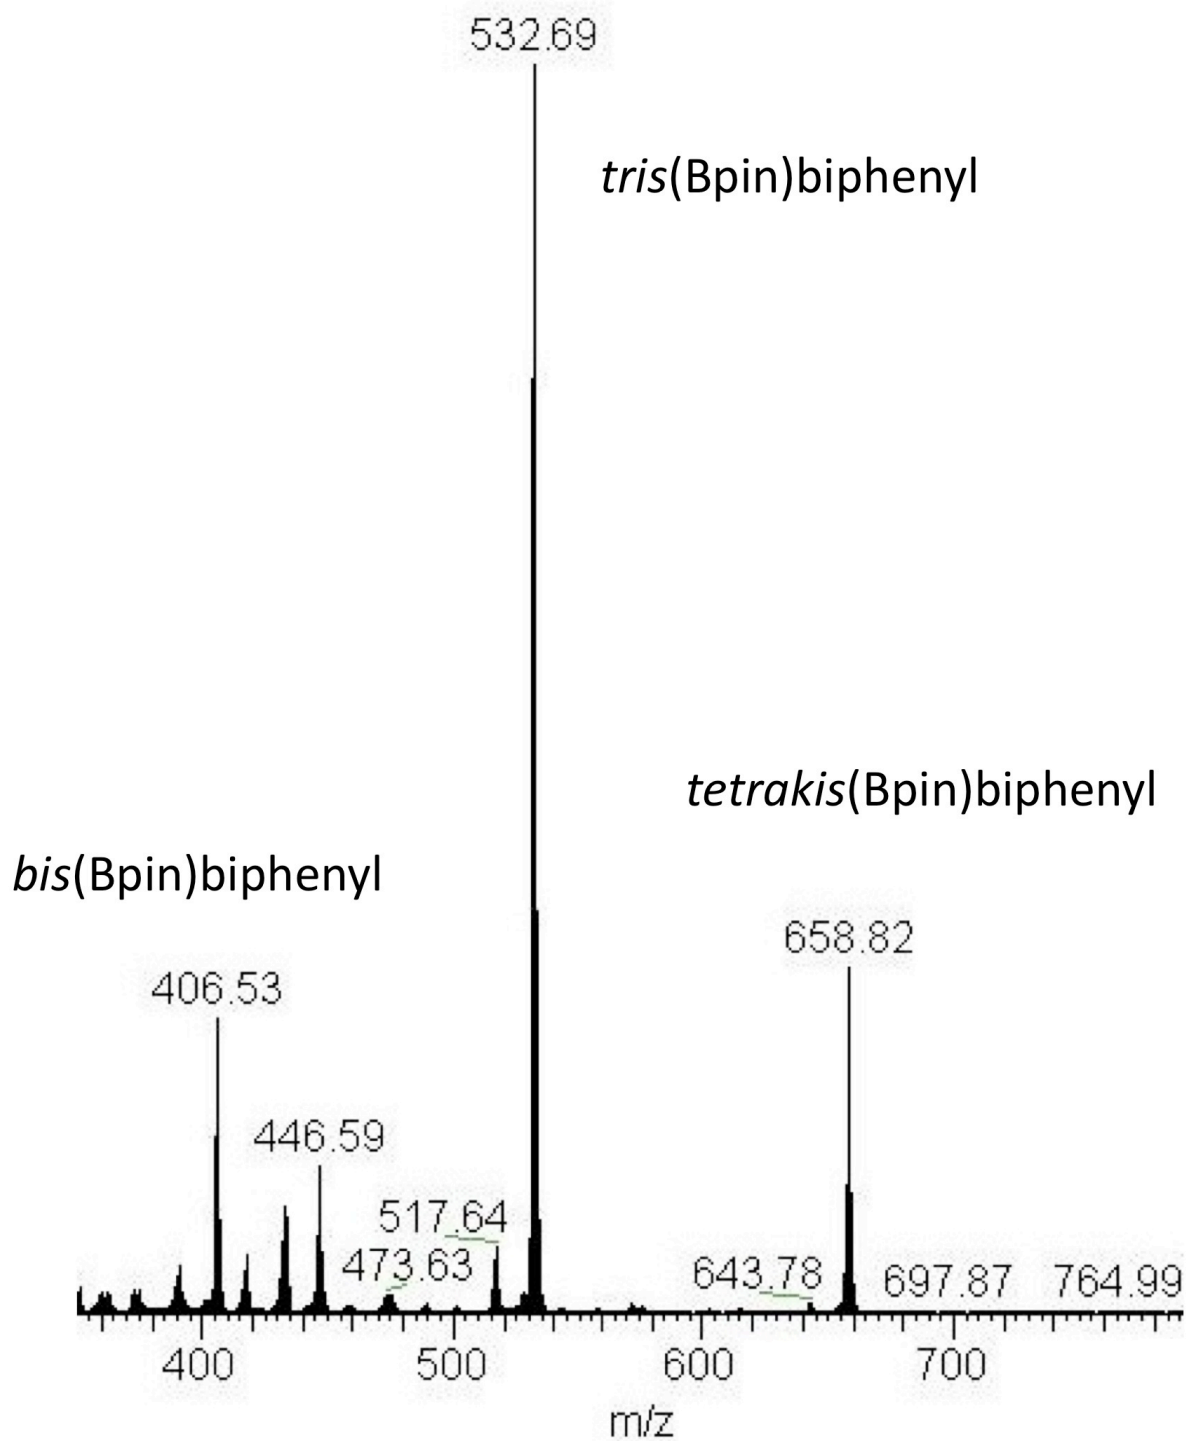 532.69
tris(Bpin)biphenyl
tetrakis(Bpin)biphenyl
bis(Bpin)biphenyl
658.82
406.53
446.59
517.64
473.63
643.78 697.87 764.99
400 500 600 700
m/z